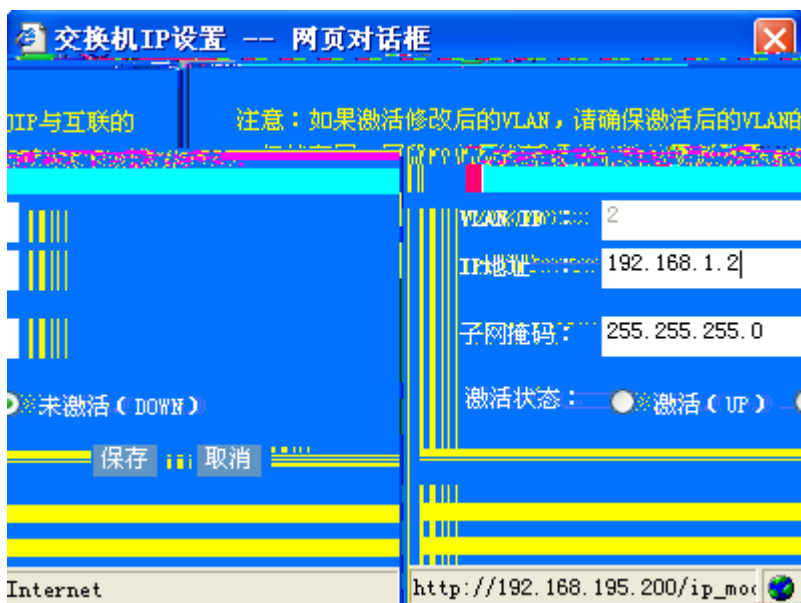 交换机IP设置 -- 网页对话框
IP与互联的
注意：如果激活修改后的VLAN，请确保激活后的VLAN的
VLAN ID ： 2
IP地址 ： 192.168.1.2
子网掩码： 255.255.255.0
未激活（DOWN）
激活状态： 激活（UP）
保存 取消
Internet
http://192.168.195.200/ip_mo